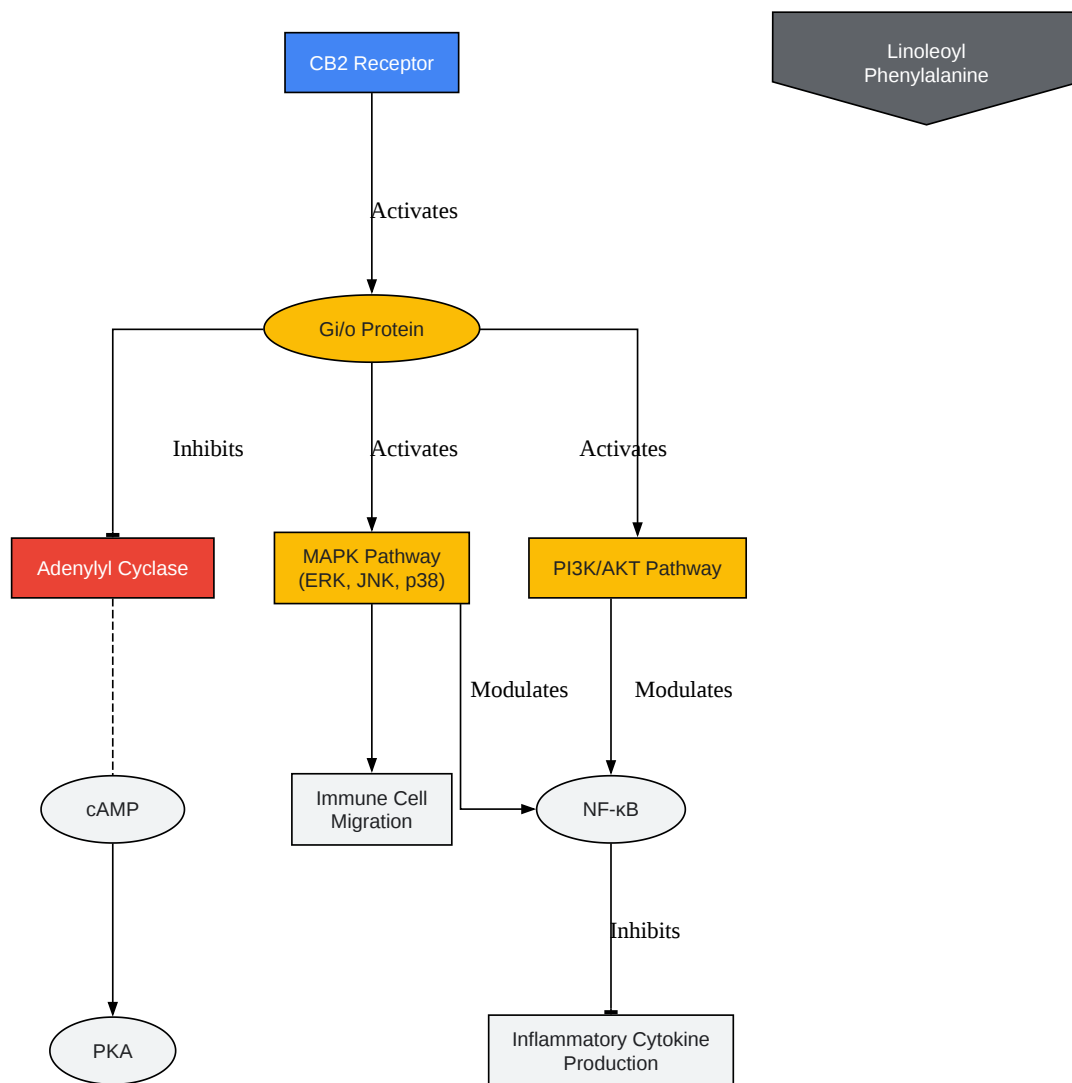 CB2 Receptor
Linoleoyl
Phenylalanine
Activates
Gi/o Protein
Inhibits
Activates
Activates
Adenylyl Cyclase
MAPK Pathway
(ERK, JNK, p38)
PI3K/AKT Pathway
Modulates
Modulates
cAMP
Immune Cell
Migration
NF-κB
Inhibits
PKA
Inflammatory Cytokine
Production